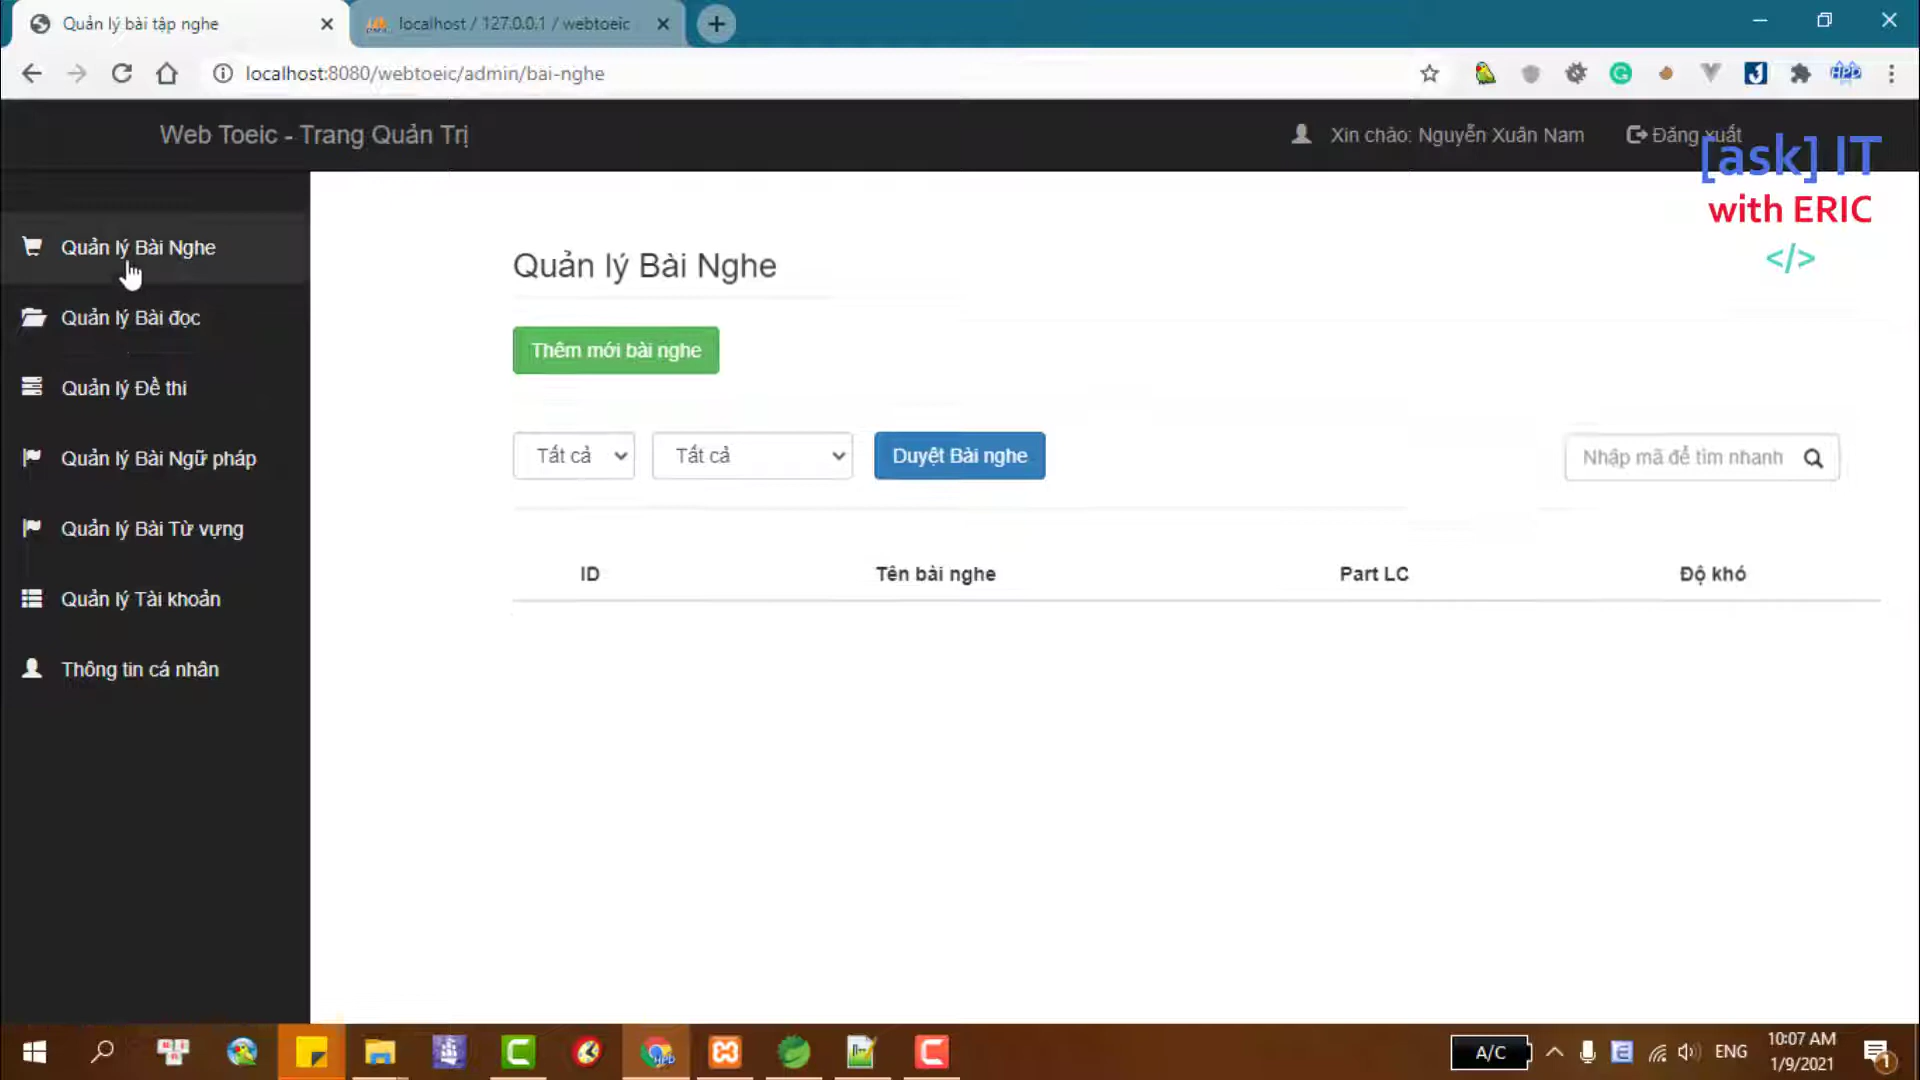 Quản lý bài tập nghe
localhost / 127.0.0.1 / webtoeic
localhost:8080/webtoeic/admin/bai-nghe
Web Toeic - Trang Quản Trị
Xin chào: Nguyễn Xuân Nam
Đăng xuất
[ask] IT
with ERIC
</>
Quản lý Bài Nghe
Quản lý Bài đọc
Quản lý Đề thi
Quản lý Bài Ngữ pháp
Quản lý Bài Từ vựng
Quản lý Tài khoản
Thông tin cá nhân
Quản lý Bài Nghe
Thêm mới bài nghe
Tất cả
Tất cả
Duyệt Bài nghe
Nhập mã để tìm nhanh
ID
Tên bài nghe
Part LC
Độ khó
A/C
ENG
10:07 AM
1/9/2021
1